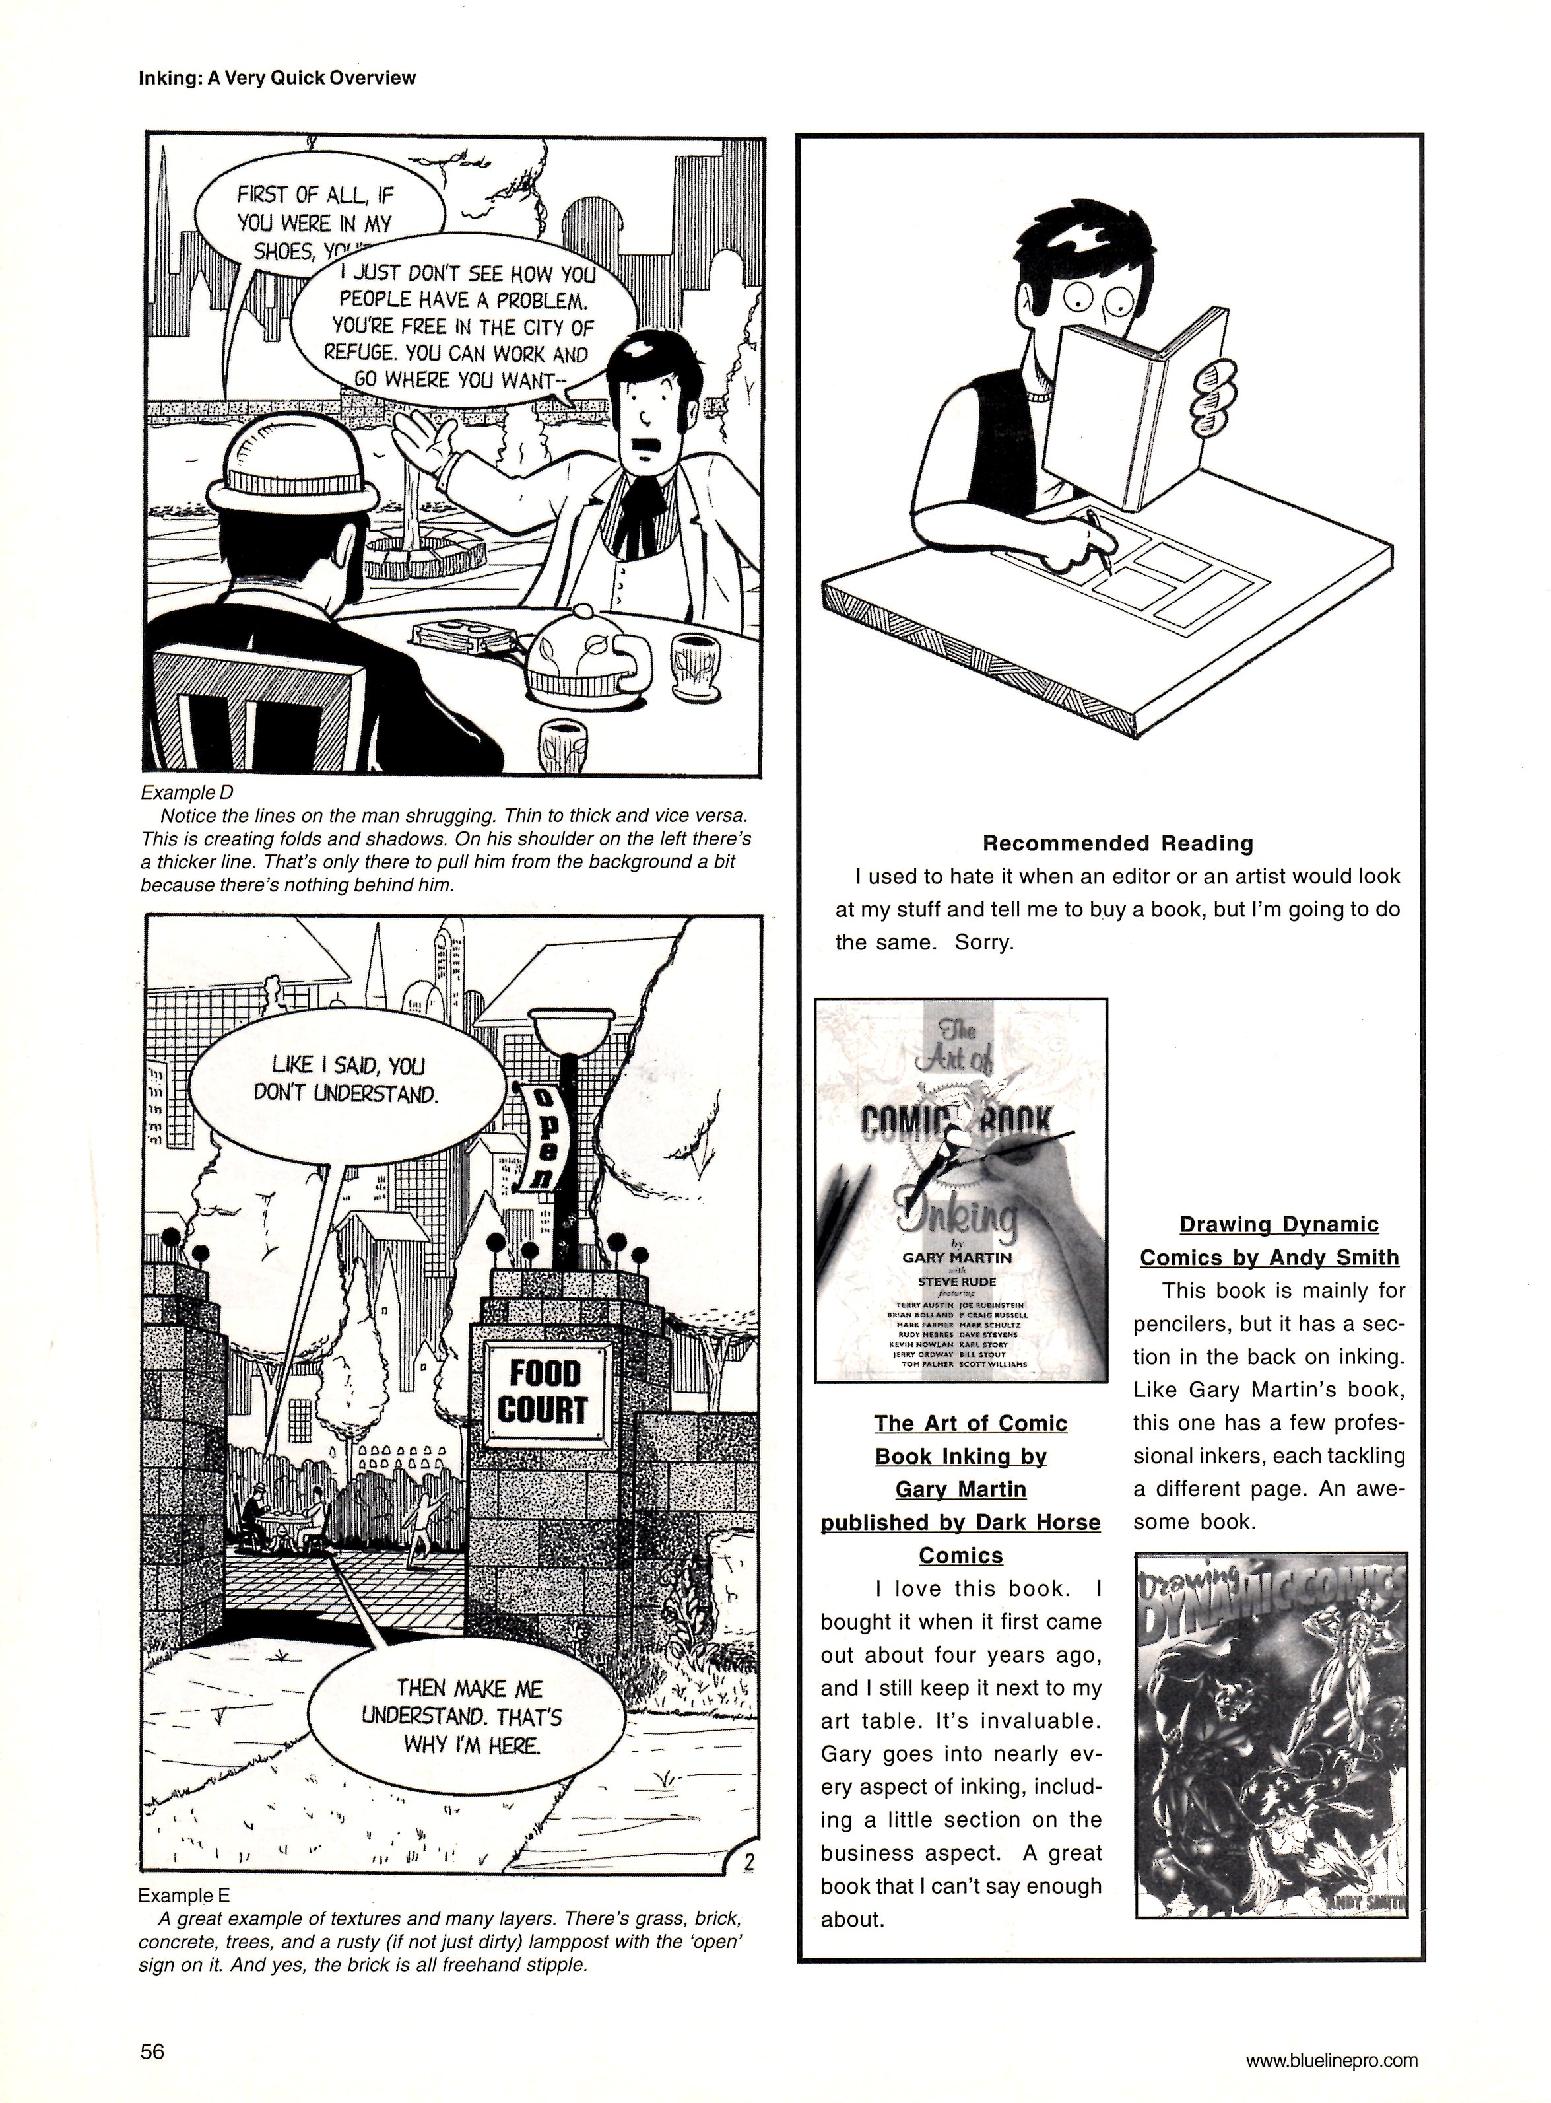 Inking: A Very Quick Overview
FIRST OF ALL, IF
YOU WERE IN MY
SHOES,
I JUST DON'T SEE HOW YOU
PEOPLE HAVE A PROBLEM.
YOU'RE FREE IN THE CITY OF
REFUGE. YOU CAN WORK AND
GO WHERE YOU WANT--
Example D
Notice the lines on the man shrugging. Thin to thick and vice versa.
This is creating folds and shadows. On his shoulder on the left there's
a thicker line. That's only there to pull him from the background a bit
because there's nothing behind him.
LIKE I SAID, YOU
DON'T UNDERSTAND.
open
FOOD
COURT
THEN MAKE ME
UNDERSTAND. THAT'S
WHY I'M HERE.
2
Example E
A great example of textures and many layers. There's grass, brick,
concrete, trees, and a rusty (if not just dirty) lamppost with the 'open'
sign on it. And yes, the brick is all freehand stipple.
Recommended Reading
I used to hate it when an editor or an artist would look
at my stuff and tell me to buy a book, but I'm going to do
the same. Sorry.
The
Art of
COMIC BOOK
Inking
by
GARY MARTIN
with
STEVE RUDE
featuring
TERRY AUSTIN JOE RUBINSTEIN
BRIAN BOLLAND P. CRAIG RUSSELL
MARK FARMER MARK SCHULTZ
RUDY NEBRES DAVE STEVENS
KEVIN NOWLAN KARL STORY
JERRY ORDWAY BILL STOUT
TOM PALMER SCOTT WILLIAMS
The Art of Comic
Book Inking by
Gary Martin
published by Dark Horse
Comics
I love this book. I
bought it when it first came
out about four years ago,
and I still keep it next to my
art table. It's invaluable.
Gary goes into nearly ev-
ery aspect of inking, includ-
ing a little section on the
business aspect. A great
book that I can't say enough
about.
Drawing Dynamic
Comics by Andy Smith
This book is mainly for
pencilers, but it has a sec-
tion in the back on inking.
Like Gary Martin's book,
this one has a few profes-
sional inkers, each tackling
a different page. An awe-
some book.
Drawing
DYNAMIC COMICS
ANDY SMITH
56
www.bluelinepro.com